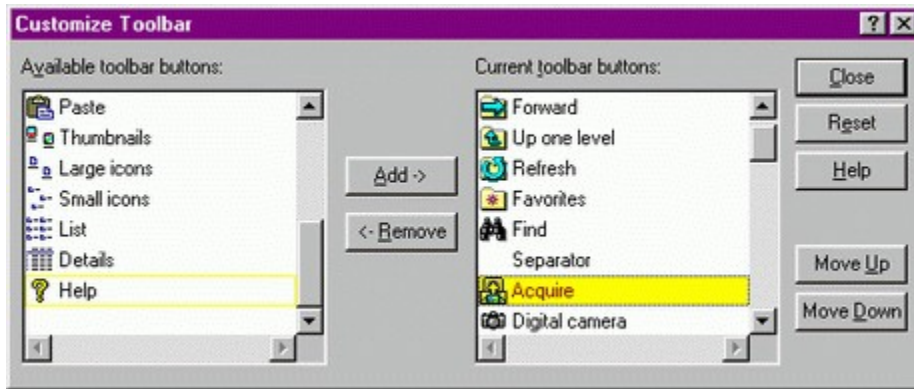 Customize Toolbar
Available toolbar buttons:
Paste
Thumbnails
Large icons
Small icons
List
Details
Help
Add ->
<- Remove
Current toolbar buttons:
Forward
Up one level
Refresh
Favorites
Find
Separator
Acquire
Digital camera
Close
Reset
Help
Move Up
Move Down